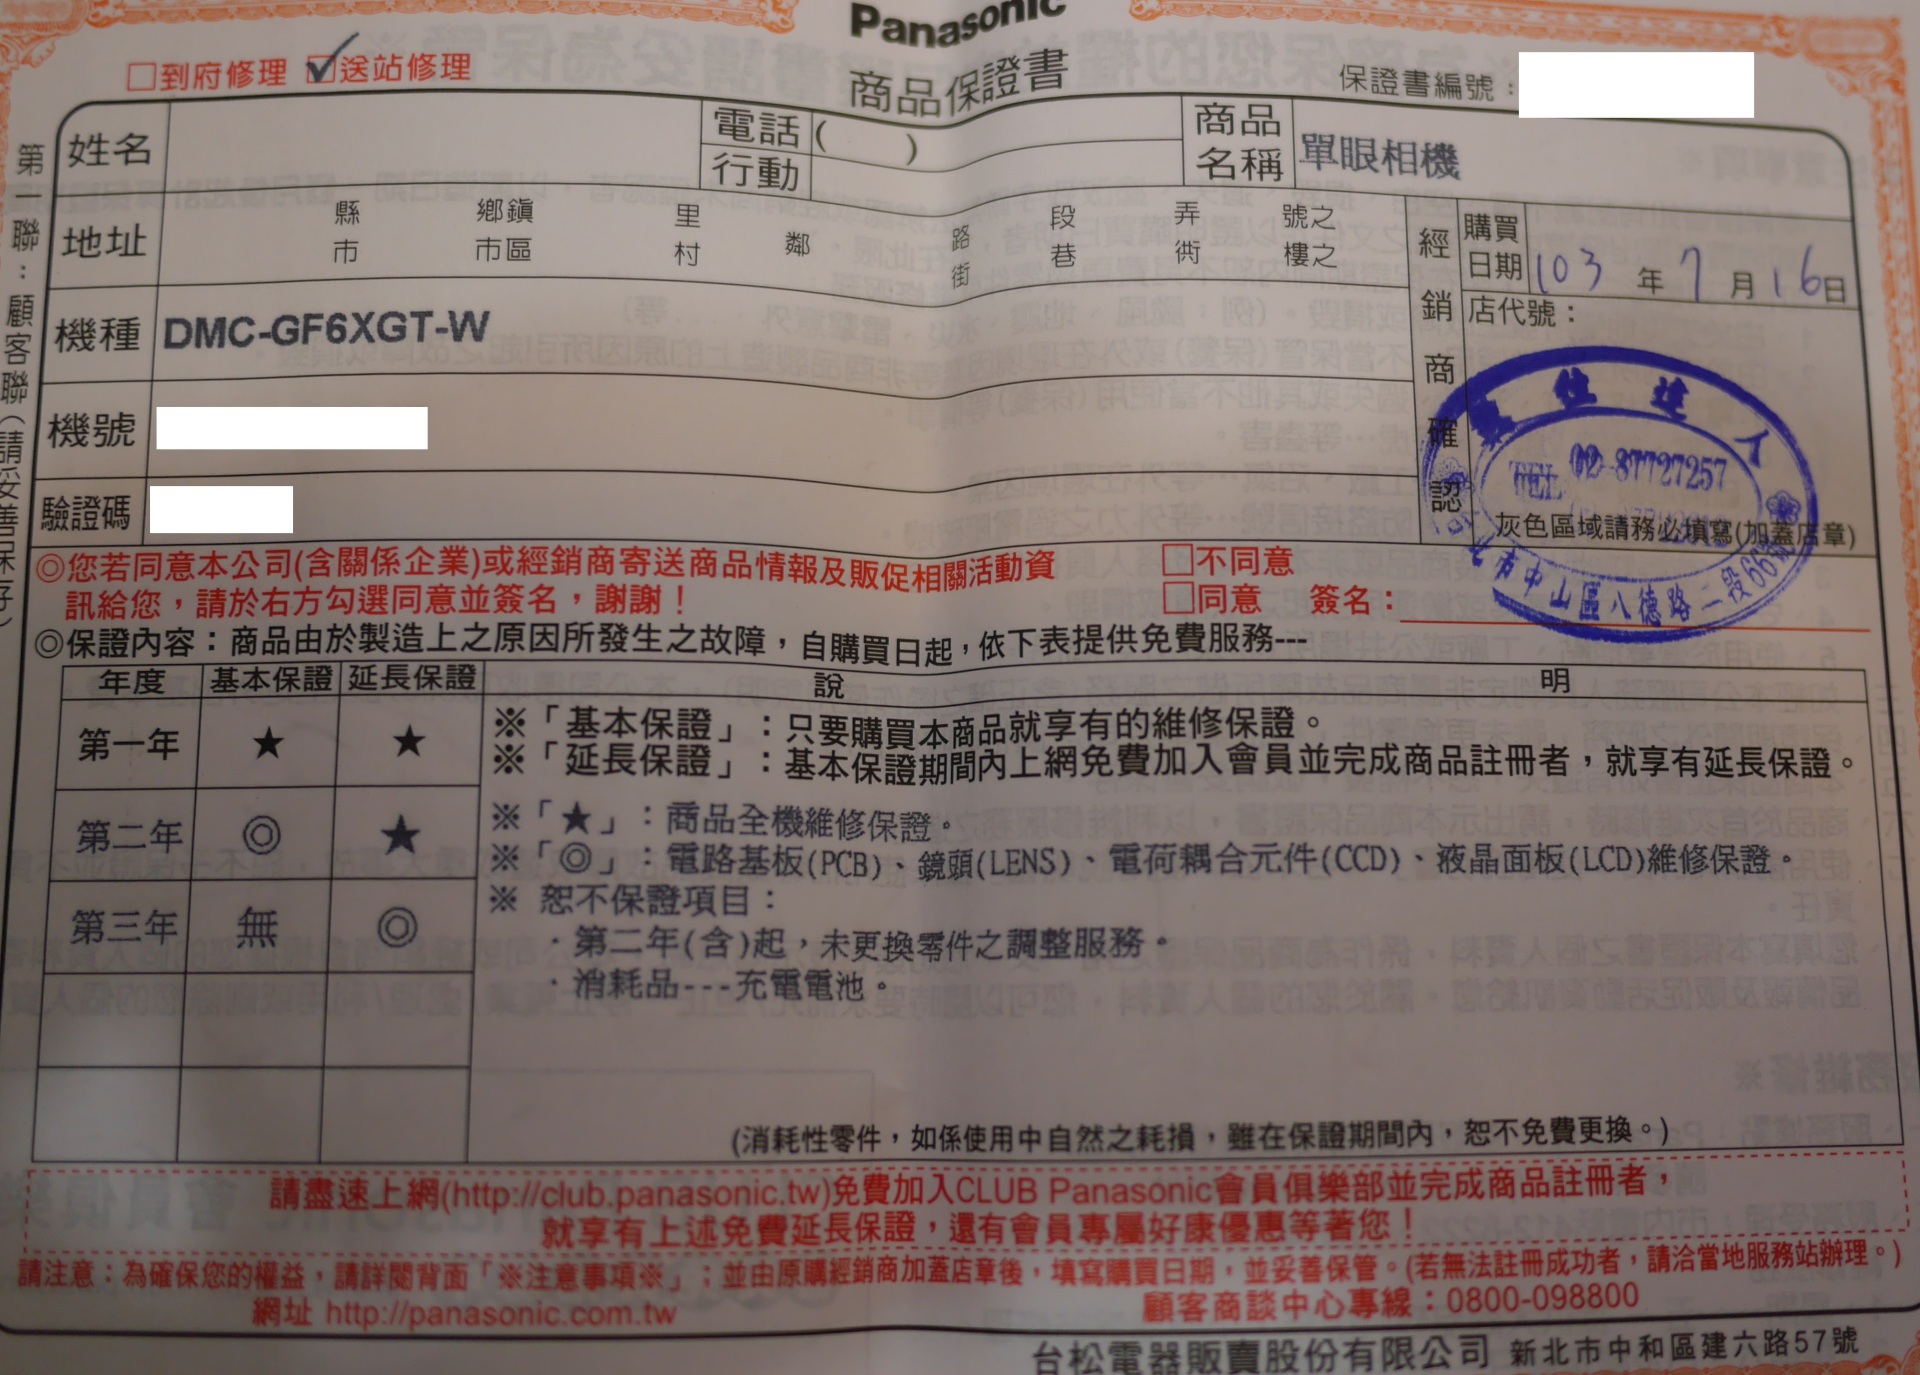 Panasonic
□到府修理 ☑送站修理
商品保證書
保證書編號：
姓名
電話 ( )
行動
商品名稱
單眼相機
地址
縣市 鄉鎮市區 里村 鄰 路街 段巷 弄衖 號之樓之
經銷商確認
購買日期 103 年 7 月 16 日
店代號：
機種 DMC-GF6XGT-W
機號
驗證碼
TEL 02-87727257
中山區八德路二段66號
灰色區域請務必填寫(加蓋店章)
第 聯：顧客聯(請妥善保存)
◎您若同意本公司(含關係企業)或經銷商寄送商品情報及販促相關活動資
訊給您，請於右方勾選同意並簽名，謝謝！
□不同意
□同意 簽名：
◎保證內容：商品由於製造上之原因所發生之故障，自購買日起，依下表提供免費服務---
年度 基本保證 延長保證 說明
第一年 ★ ★
第二年 ◎ ★
第三年 無 ◎
※「基本保證」：只要購買本商品就享有的維修保證。
※「延長保證」：基本保證期間內上網免費加入會員並完成商品註冊者，就享有延長保證。
※「★」：商品全機維修保證。
※「◎」：電路基板(PCB)、鏡頭(LENS)、電荷耦合元件(CCD)、液晶面板(LCD)維修保證。
※ 恕不保證項目：
．第二年(含)起，未更換零件之調整服務。
．消耗品---充電電池。
(消耗性零件，如係使用中自然之耗損，雖在保證期間內，恕不免費更換。)
請盡速上網(http://club.panasonic.tw)免費加入CLUB Panasonic會員俱樂部並完成商品註冊者，
就享有上述免費延長保證，還有會員專屬好康優惠等著您！
請注意：為確保您的權益，請詳閱背面「※注意事項※」；並由原購經銷商加蓋店章後，填寫購買日期，並妥善保管。(若無法註冊成功者，請洽當地服務站辦理。)
網址 http://panasonic.com.tw
顧客商談中心專線：0800-098800
台松電器販賣股份有限公司 新北市中和區建六路57號